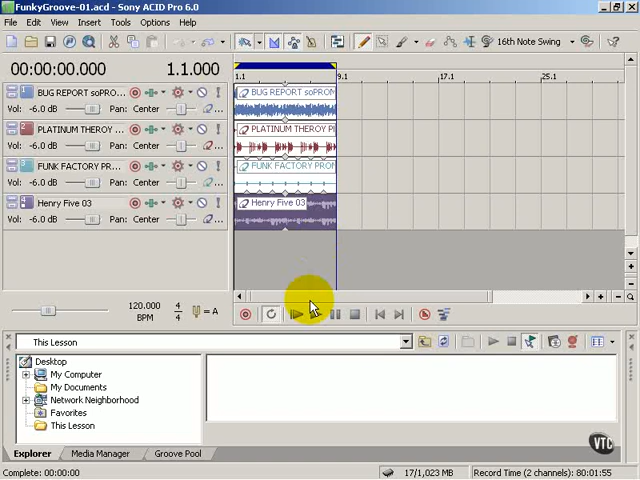 FunkyGroove-01.acd - Sony ACID Pro 6.0
File Edit View Insert Tools Options Help
16th Note Swing
00:00:00.000 1.1.000
1.1 9.1 17.1 25.1
1 BUG REPORT soPRO... BUG REPORT soPROM
Vol: -6.0 dB Pan: Center
2 PLATINUM THEROY ... PLATINUM THEROY P
Vol: -6.0 dB Pan: Center
3 FUNK FACTORY PRO... FUNK FACTORY PRO
Vol: -6.0 dB Pan: Center
4 Henry Five 03 Henry Five 03
Vol: -6.0 dB Pan: Center
120.000 4
BPM 4 = A
This Lesson
Desktop
My Computer
My Documents
Network Neighborhood
Favorites
This Lesson
VTC
Explorer Media Manager Groove Pool
Complete: 00:00:00 17/1,023 MB Record Time (2 channels): 80:01:55